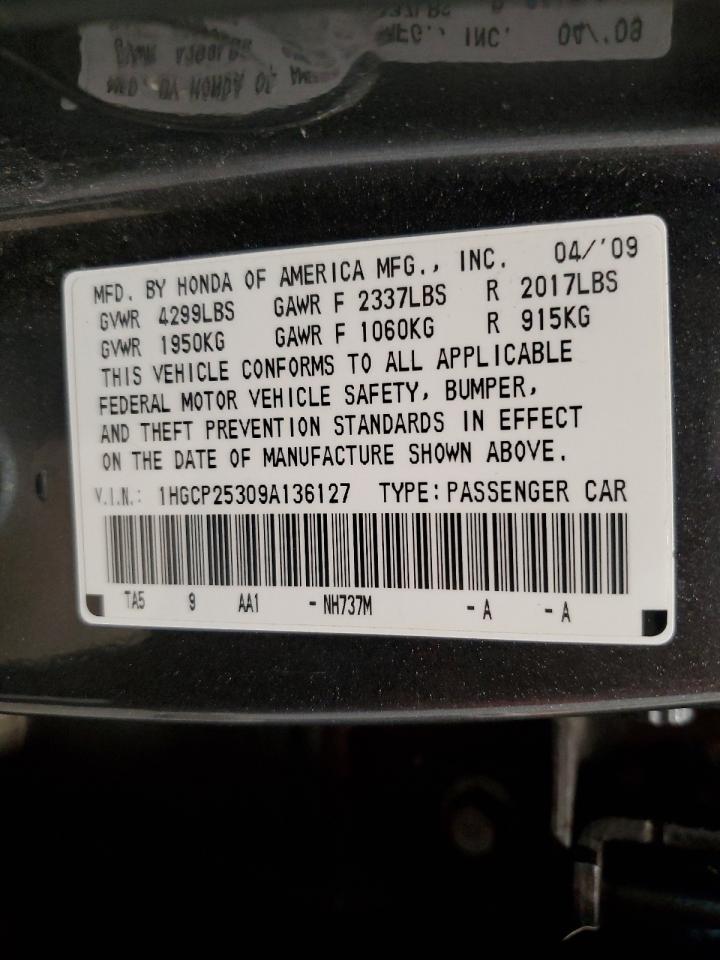 MFD. BY HONDA OF AMERICA MFG., INC. 04/'09
GVWR 4299LBS GAWR F 2337LBS R 2017LBS
GVWR 1950KG GAWR F 1060KG R 915KG
THIS VEHICLE CONFORMS TO ALL APPLICABLE
FEDERAL MOTOR VEHICLE SAFETY, BUMPER,
AND THEFT PREVENTION STANDARDS IN EFFECT
ON THE DATE OF MANUFACTURE SHOWN ABOVE.
V.I.N.: 1HGCP25309A136127 TYPE: PASSENGER CAR
TA5 9 AA1 - NH737M - A - A